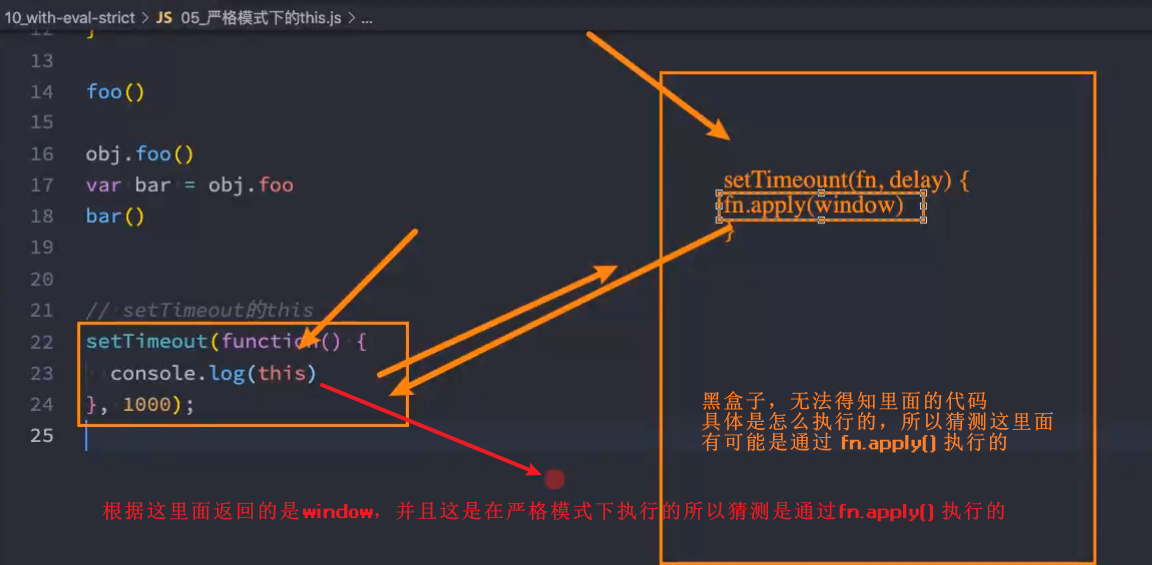 10_with-eval-strict > JS 05_严格模式下的this.js > ...
12 }
13
14 foo()
15
16 obj.foo()
17 var bar = obj.foo
18 bar()
19
20
21 // setTimeout的this
22 setTimeout(function() {
23 console.log(this)
24 }, 1000);
25
setTimeount(fn, delay) {
fn.apply(window)
}
黑盒子，无法得知里面的代码
具体是怎么执行的，所以猜测这里面
有可能是通过 fn.apply() 执行的
根据这里面返回的是window，并且这是在严格模式下执行的所以猜测是通过fn.apply() 执行的